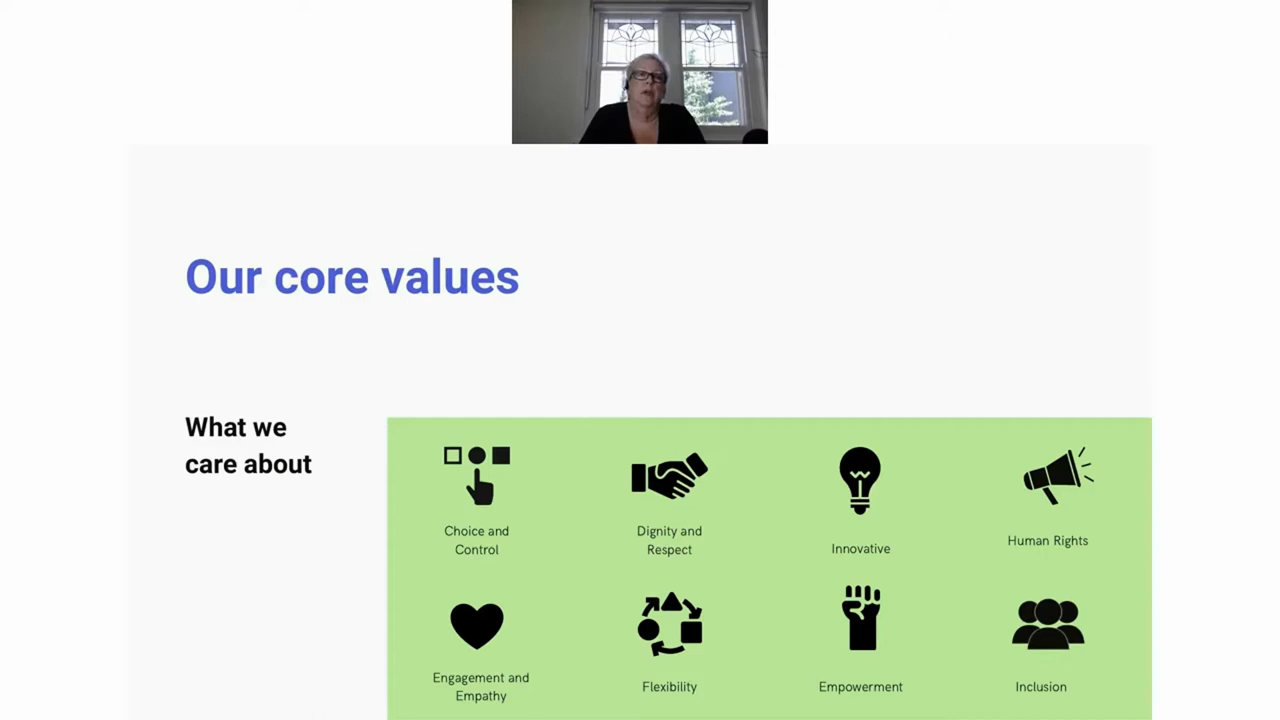 Our core values
What we
care about
Choice and
Control
Dignity and
Respect
Innovative
Human Rights
Engagement and
Empathy
Flexibility
Empowerment
Inclusion